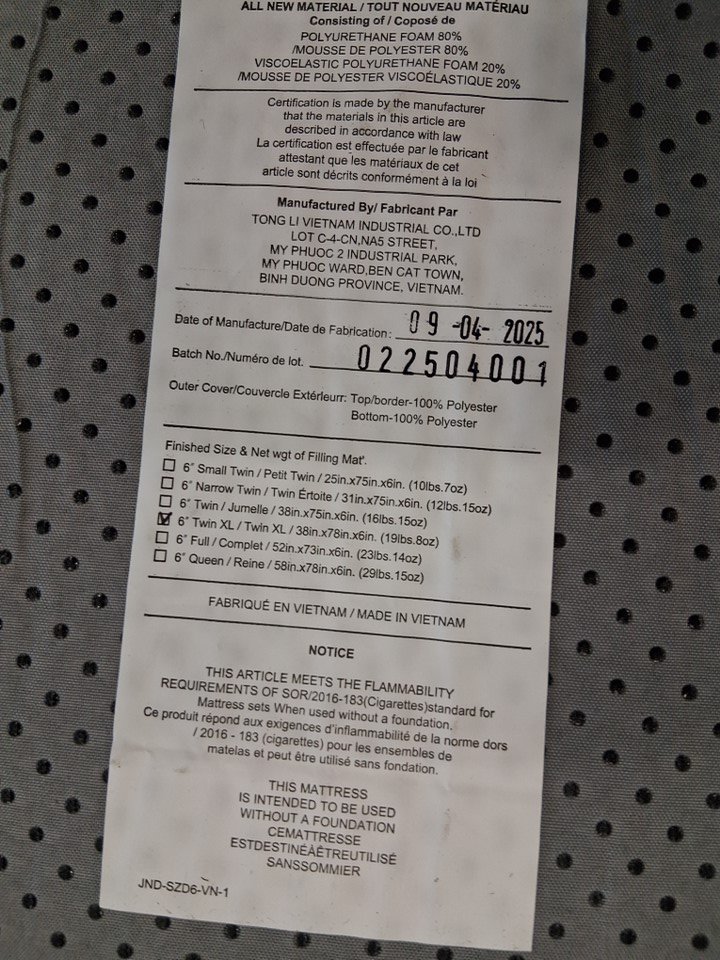 ALL NEW MATERIAL / TOUT NOUVEAU MATÉRIAU
Consisting of / Coposé de
POLYURETHANE FOAM 80%
/MOUSSE DE POLYESTER 80%
VISCOELASTIC POLYURETHANE FOAM 20%
/MOUSSE DE POLYESTER VISCOÉLASTIQUE 20%
Certification is made by the manufacturer
that the materials in this article are
described in accordance with law
La certification est effectuée par le fabricant
attestant que les matériaux de cet
article sont décrits conformément à la loi
Manufactured By/ Fabricant Par
TONG LI VIETNAM INDUSTRIAL CO.,LTD
LOT C-4-CN,NA5 STREET,
MY PHUOC 2 INDUSTRIAL PARK,
MY PHUOC WARD,BEN CAT TOWN,
BINH DUONG PROVINCE, VIETNAM.
Date of Manufacture/Date de Fabrication: 09 -04- 2025
Batch No./Numéro de lot. 022504001
Outer Cover/Couvercle Extérieurr: Top/border-100% Polyester
Bottom-100% Polyester
Finished Size & Net wgt of Filling Mat'.
6″ Small Twin / Petit Twin / 25in.x75in.x6in. (10lbs.7oz)
6″ Narrow Twin / Twin Értoite / 31in.x75in.x6in. (12lbs.15oz)
6″ Twin / Jumelle / 38in.x75in.x6in. (16lbs.15oz)
6″ Twin XL / Twin XL / 38in.x78in.x6in. (19lbs.8oz)
6″ Full / Complet / 52in.x73in.x6in. (23lbs.14oz)
6″ Queen / Reine / 58in.x78in.x6in. (29lbs.15oz)
FABRIQUÉ EN VIETNAM / MADE IN VIETNAM
NOTICE
THIS ARTICLE MEETS THE FLAMMABILITY
REQUIREMENTS OF SOR/2016-183(Cigarettes)standard for
Mattress sets When used without a foundation.
Ce produit répond aux exigences d'inflammabilité de la norme dors
/ 2016 - 183 (cigarettes) pour les ensembles de
matelas et peut être utilisé sans fondation.
THIS MATTRESS
IS INTENDED TO BE USED
WITHOUT A FOUNDATION
CEMATTRESSE
ESTDESTINÉÀÊTREUTILISÉ
SANSSOMMIER
JND-SZD6-VN-1